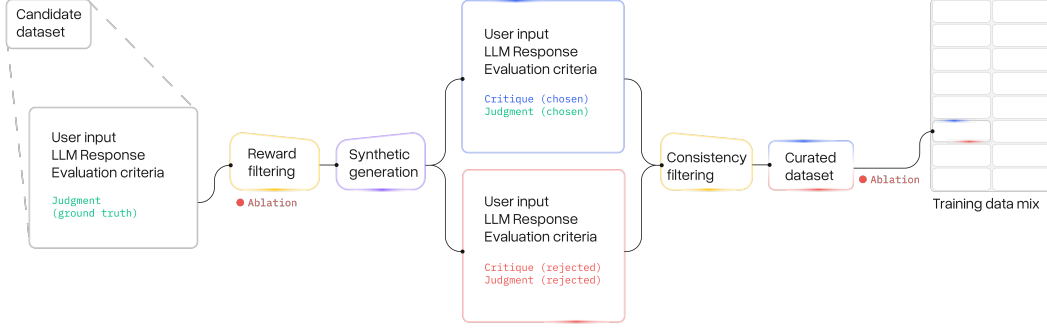 Candidate
dataset
User input
LLM Response
Evaluation criteria
Judgment
(ground truth)
Reward
filtering
Ablation
Synthetic
generation
User input
LLM Response
Evaluation criteria
Critique (chosen)
Judgment (chosen)
User input
LLM Response
Evaluation criteria
Critique (rejected)
Judgment (rejected)
Consistency
filtering
Curated
dataset
Ablation
Training data mix